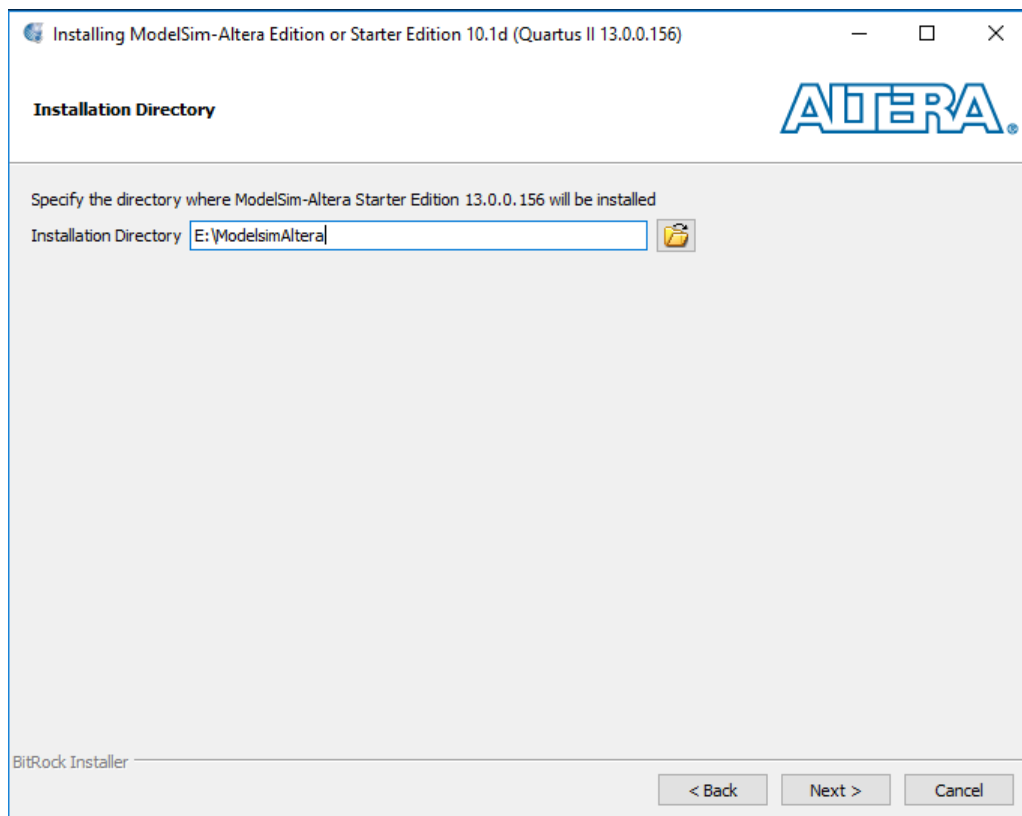 Installing ModelSim-Altera Edition or Starter Edition 10.1d (Quartus II 13.0.0.156)
Installation Directory
ALTERA®
Specify the directory where ModelSim-Altera Starter Edition 13.0.0.156 will be installed
Installation Directory E:\ModelsimAltera
BitRock Installer
< Back Next > Cancel